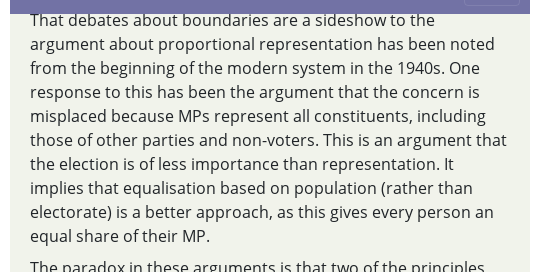 That debates about boundaries are a sideshow to the
argument about proportional representation has been noted
from the beginning of the modern system in the 1940s. One
response to this has been the argument that the concern is
misplaced because MPs represent all constituents, including
those of other parties and non-voters. This is an argument that
the election is of less importance than representation. It
implies that equalisation based on population (rather than
electorate) is a better approach, as this gives every person an
equal share of their MP.
The paradox in these arguments is that two of the principles